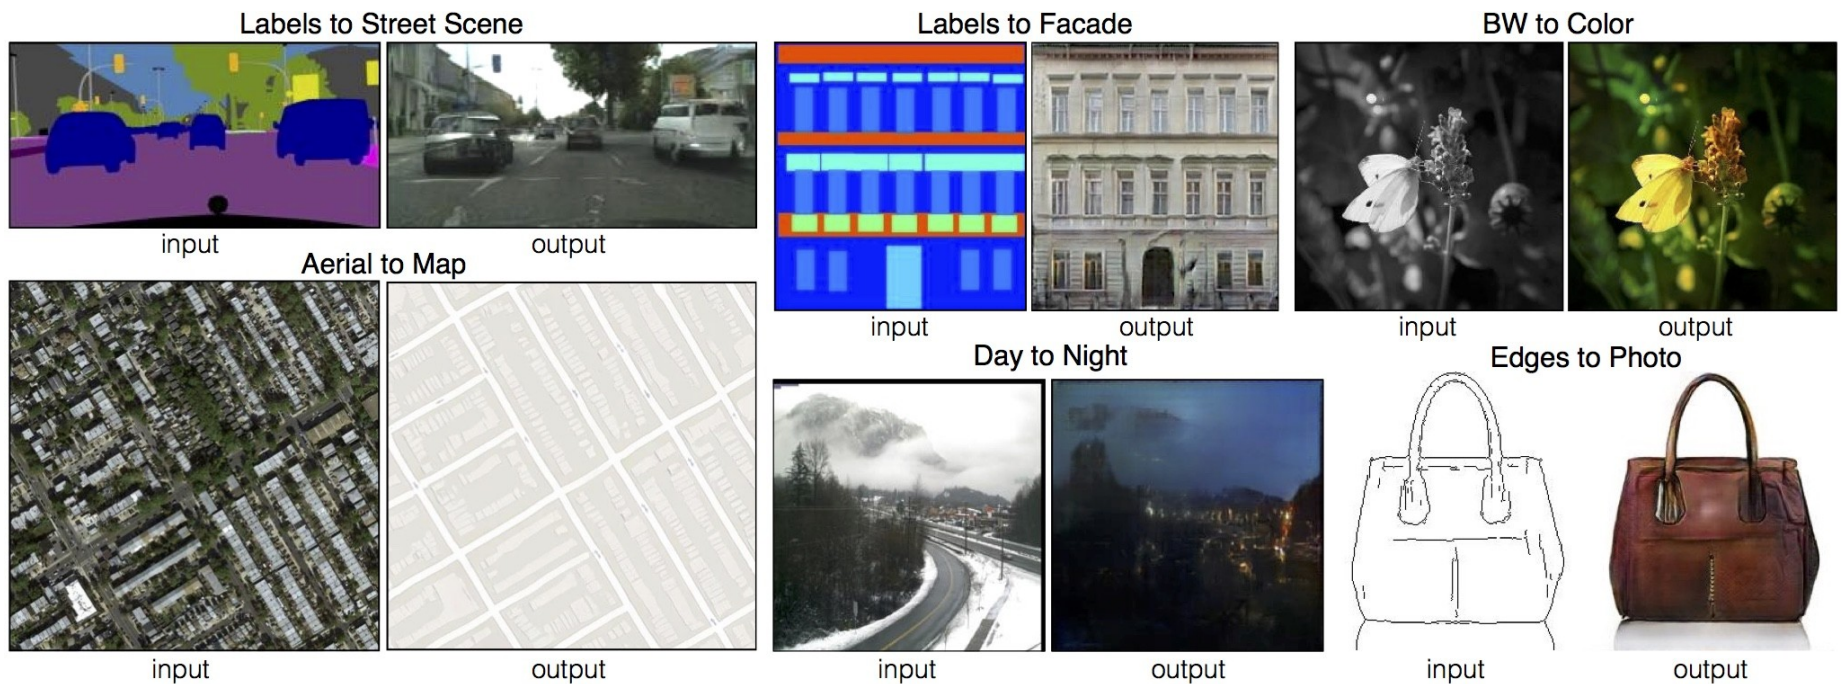 Labels to Street Scene
input
output
Aerial to Map
input
output
Labels to Facade
input
output
BW to Color
input
output
Day to Night
input
output
Edges to Photo
input
output